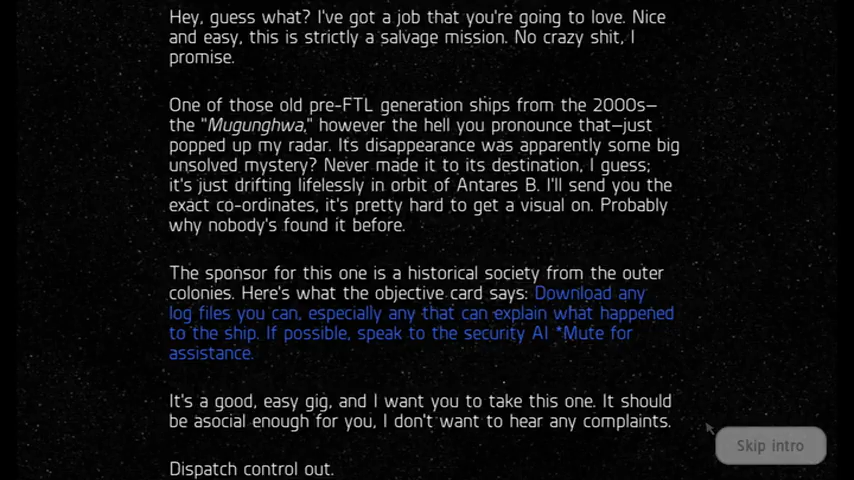 Hey, guess what? I've got a job that you're going to love. Nice
and easy, this is strictly a salvage mission. No crazy shit, I
promise.
One of those old pre-FTL generation ships from the 2000s—
the "Mugunghwa," however the hell you pronounce that—just
popped up my radar. Its disappearance was apparently some big
unsolved mystery? Never made it to its destination, I guess;
it's just drifting lifelessly in orbit of Antares B. I'll send you the
exact co-ordinates, it's pretty hard to get a visual on. Probably
why nobody's found it before.
The sponsor for this one is a historical society from the outer
colonies. Here's what the objective card says: Download any
log files you can, especially any that can explain what happened
to the ship. If possible, speak to the security AI *Mute for
assistance.
It's a good, easy gig, and I want you to take this one. It should
be asocial enough for you, I don't want to hear any complaints.
Skip intro
Dispatch control out.